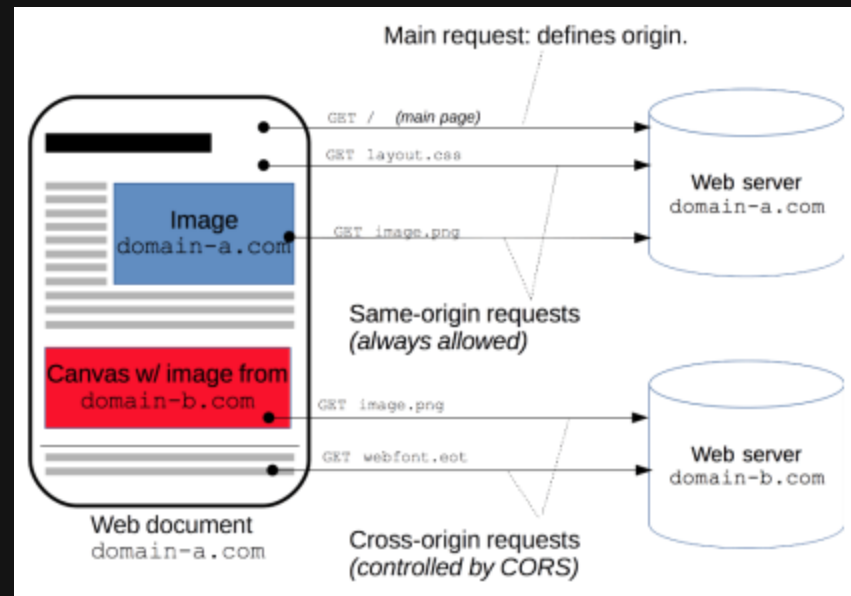 Main request: defines origin.
GET / (main page)
GET layout.css
Web server
domain-a.com
Image
domain-a.com
GET image.png
Same-origin requests
(always allowed)
Canvas w/ image from
domain-b.com
GET image.png
GET webfont.eot
Web server
domain-b.com
Web document
domain-a.com
Cross-origin requests
(controlled by CORS)